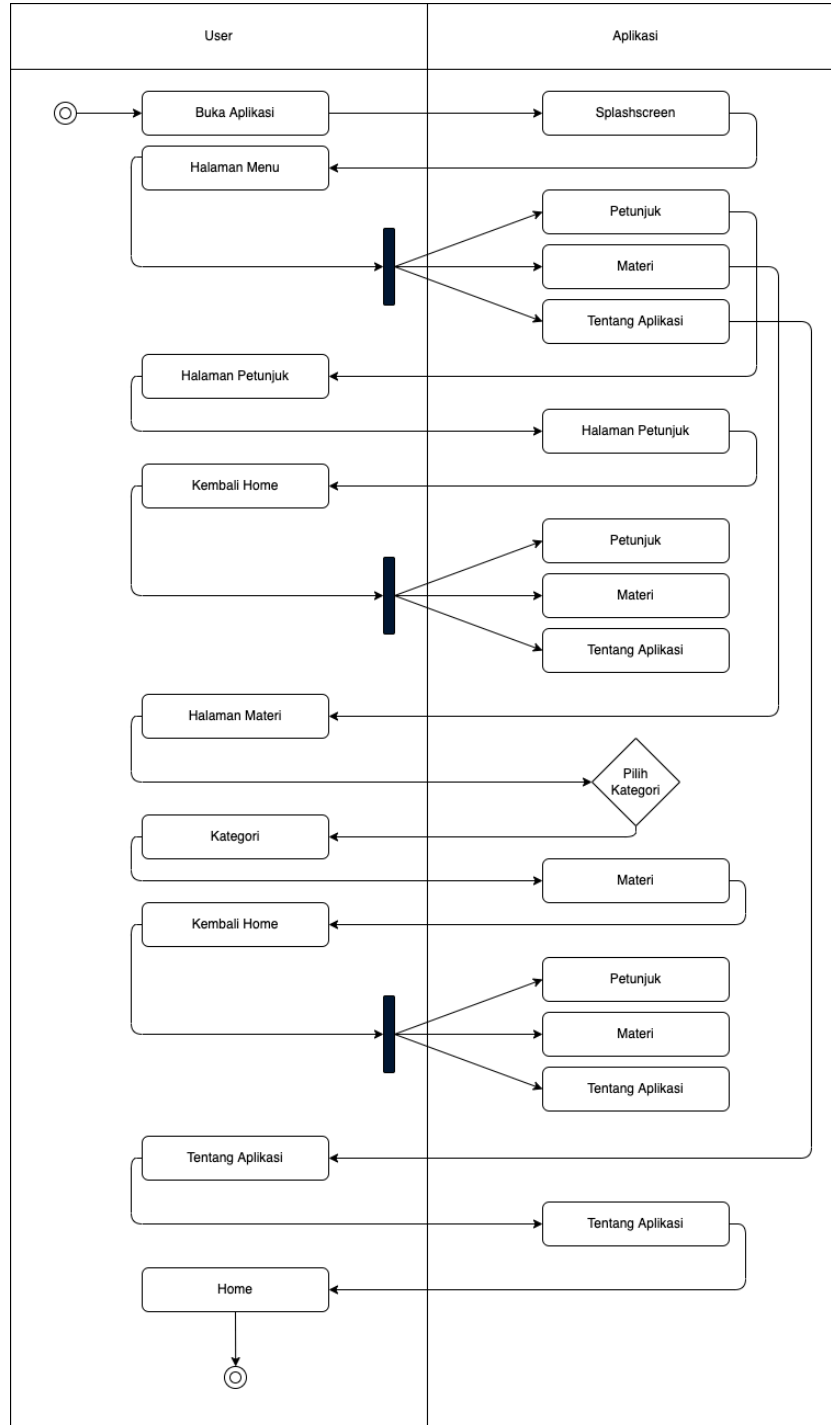 User
Aplikasi
Buka Aplikasi
Splashscreen
Halaman Menu
Petunjuk
Materi
Tentang Aplikasi
Halaman Petunjuk
Halaman Petunjuk
Kembali Home
Petunjuk
Materi
Tentang Aplikasi
Halaman Materi
Pilih
Kategori
Kategori
Materi
Kembali Home
Petunjuk
Materi
Tentang Aplikasi
Tentang Aplikasi
Tentang Aplikasi
Home